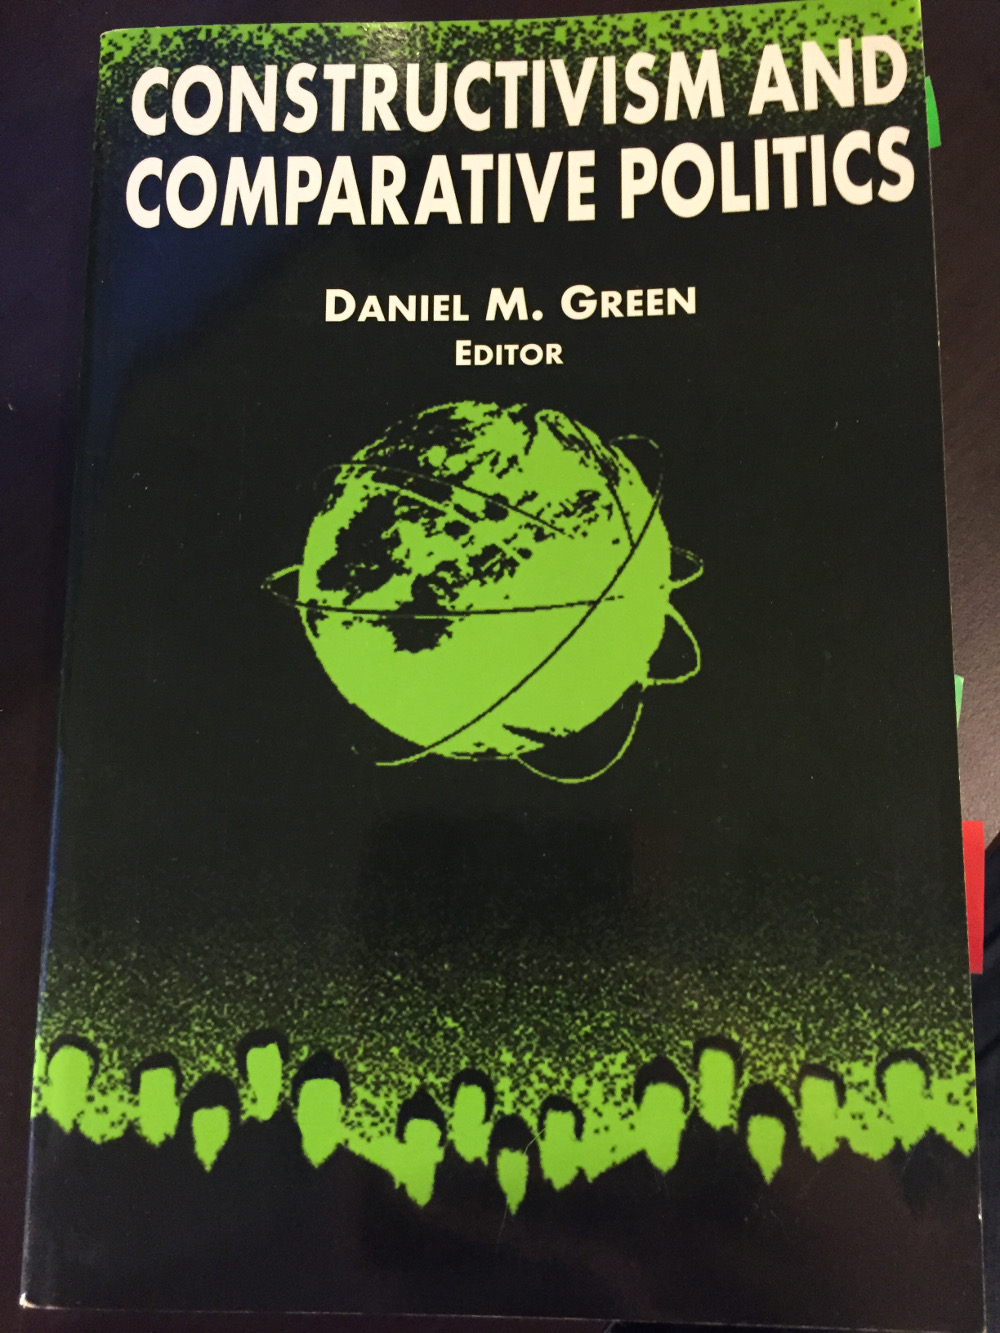 CONSTRUCTIVISM AND
COMPARATIVE POLITICS
DANIEL M. GREEN
EDITOR